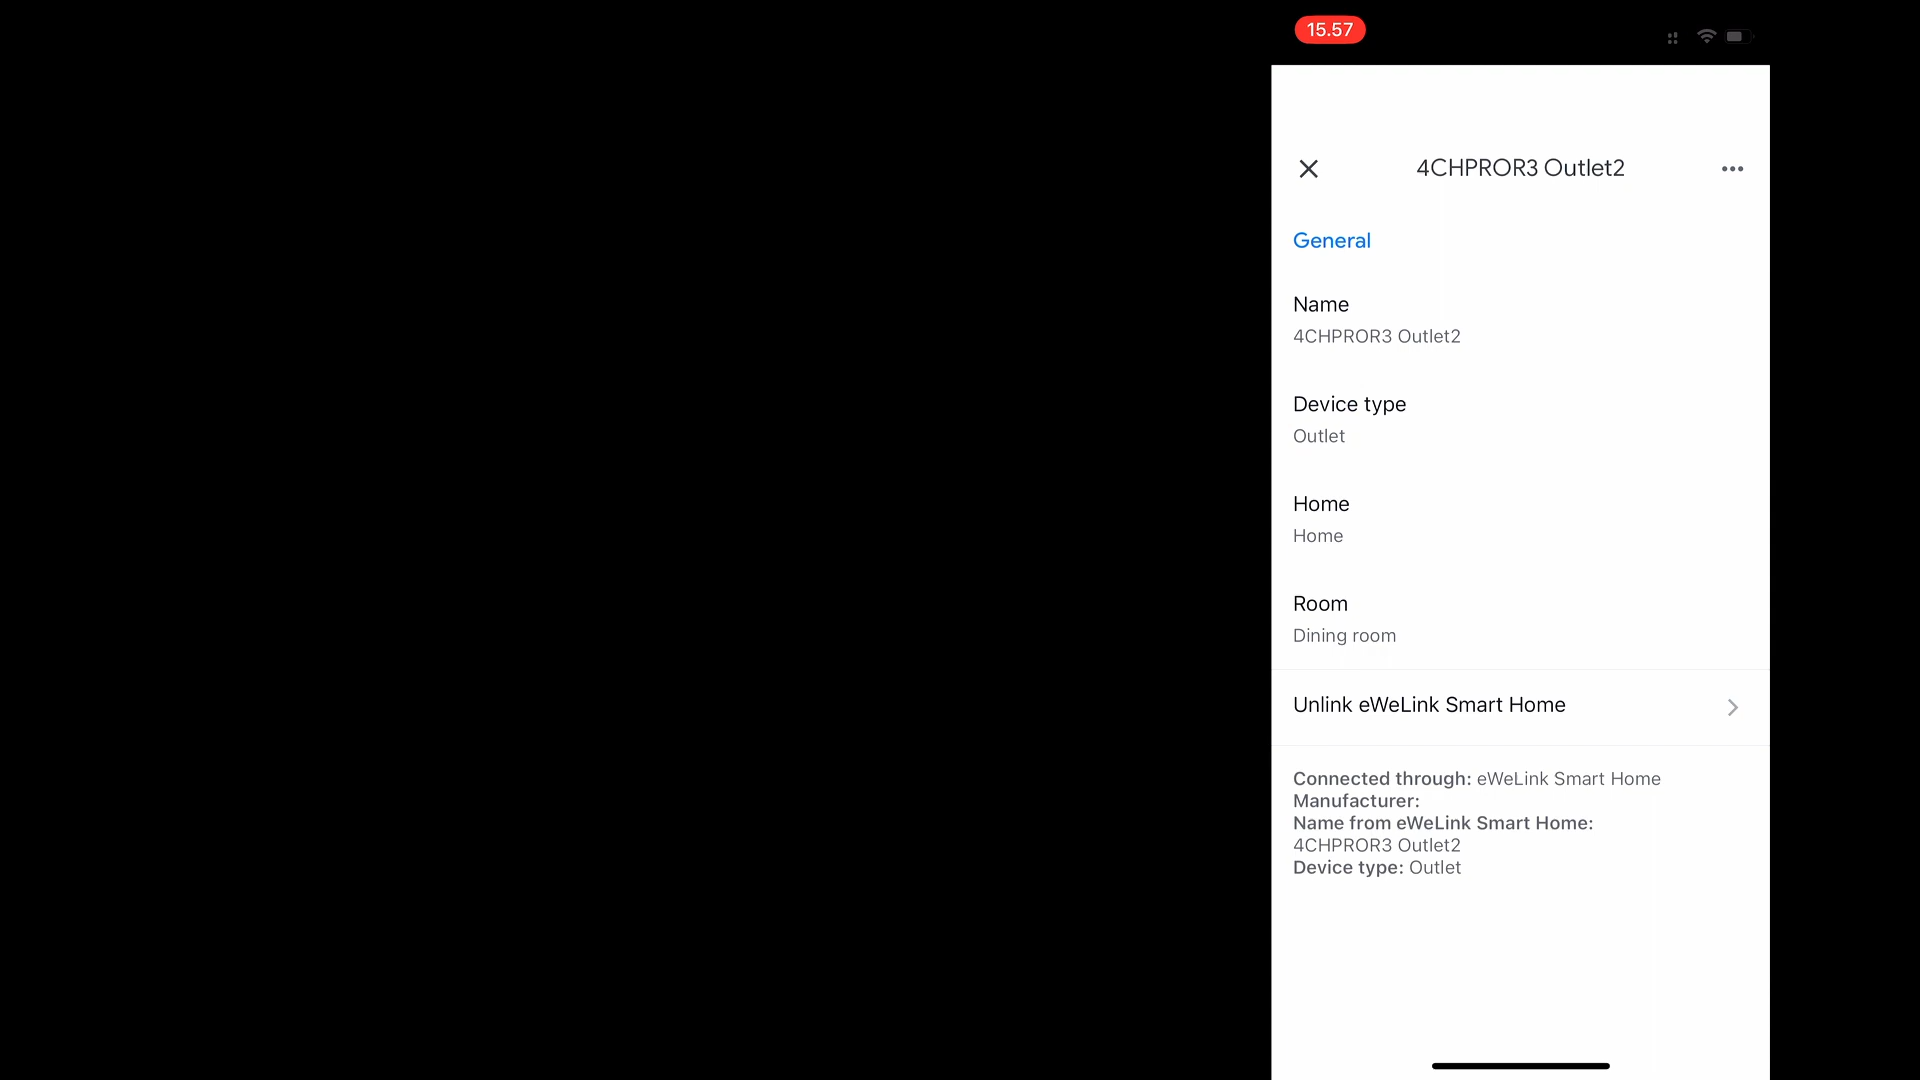 15.57
4CHPROR3 Outlet2
General
Name
4CHPROR3 Outlet2
Device type
Outlet
Home
Home
Room
Dining room
Unlink eWeLink Smart Home
Connected through: eWeLink Smart Home
Manufacturer:
Name from eWeLink Smart Home:
4CHPROR3 Outlet2
Device type: Outlet